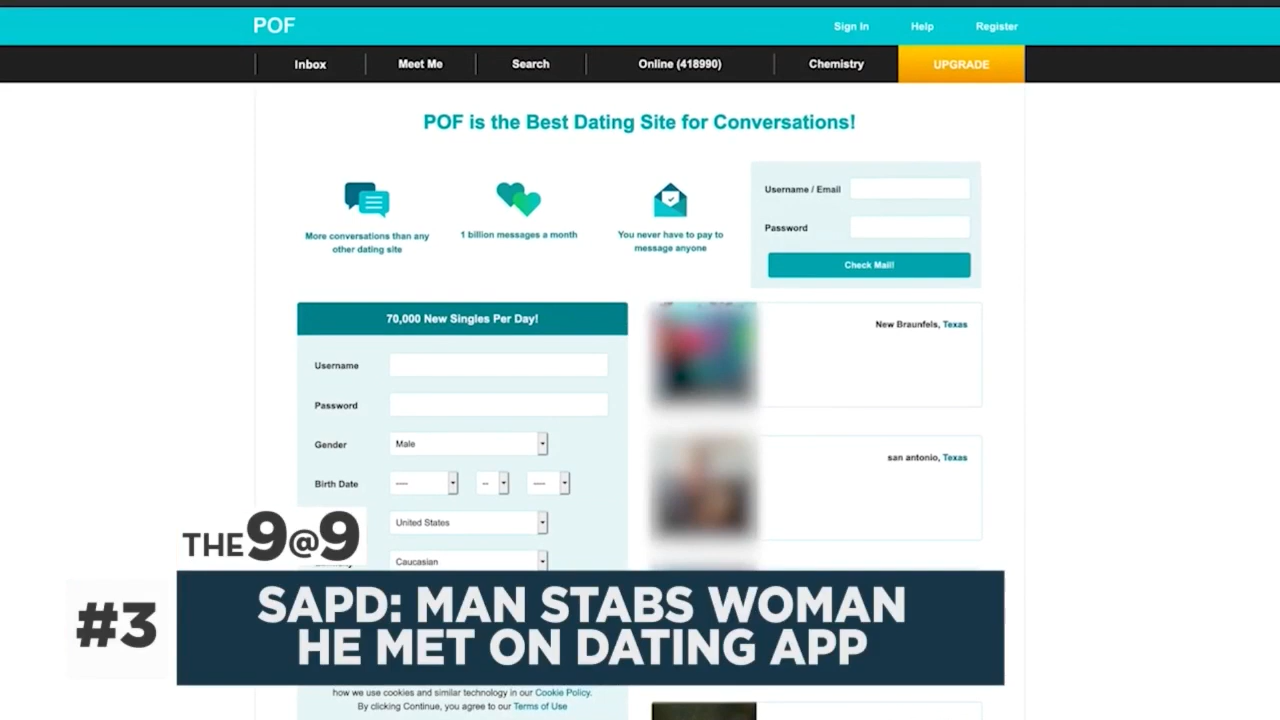 POF
Sign In
Help
Register
Inbox
Meet Me
Search
Online (418990)
Chemistry
UPGRADE
POF is the Best Dating Site for Conversations!
More conversations than any
other dating site
1 billion messages a month
You never have to pay to
message anyone
Username / Email
Password
Check Mail!
70,000 New Singles Per Day!
Username
Password
Gender
Male
Birth Date
----
--
----
United States
Caucasian
New Braunfels, Texas
san antonio, Texas
THE 9@9
#3
SAPD: MAN STABS WOMAN
HE MET ON DATING APP
how we use cookies and similar technology in our Cookie Policy.
By clicking Continue, you agree to our Terms of Use